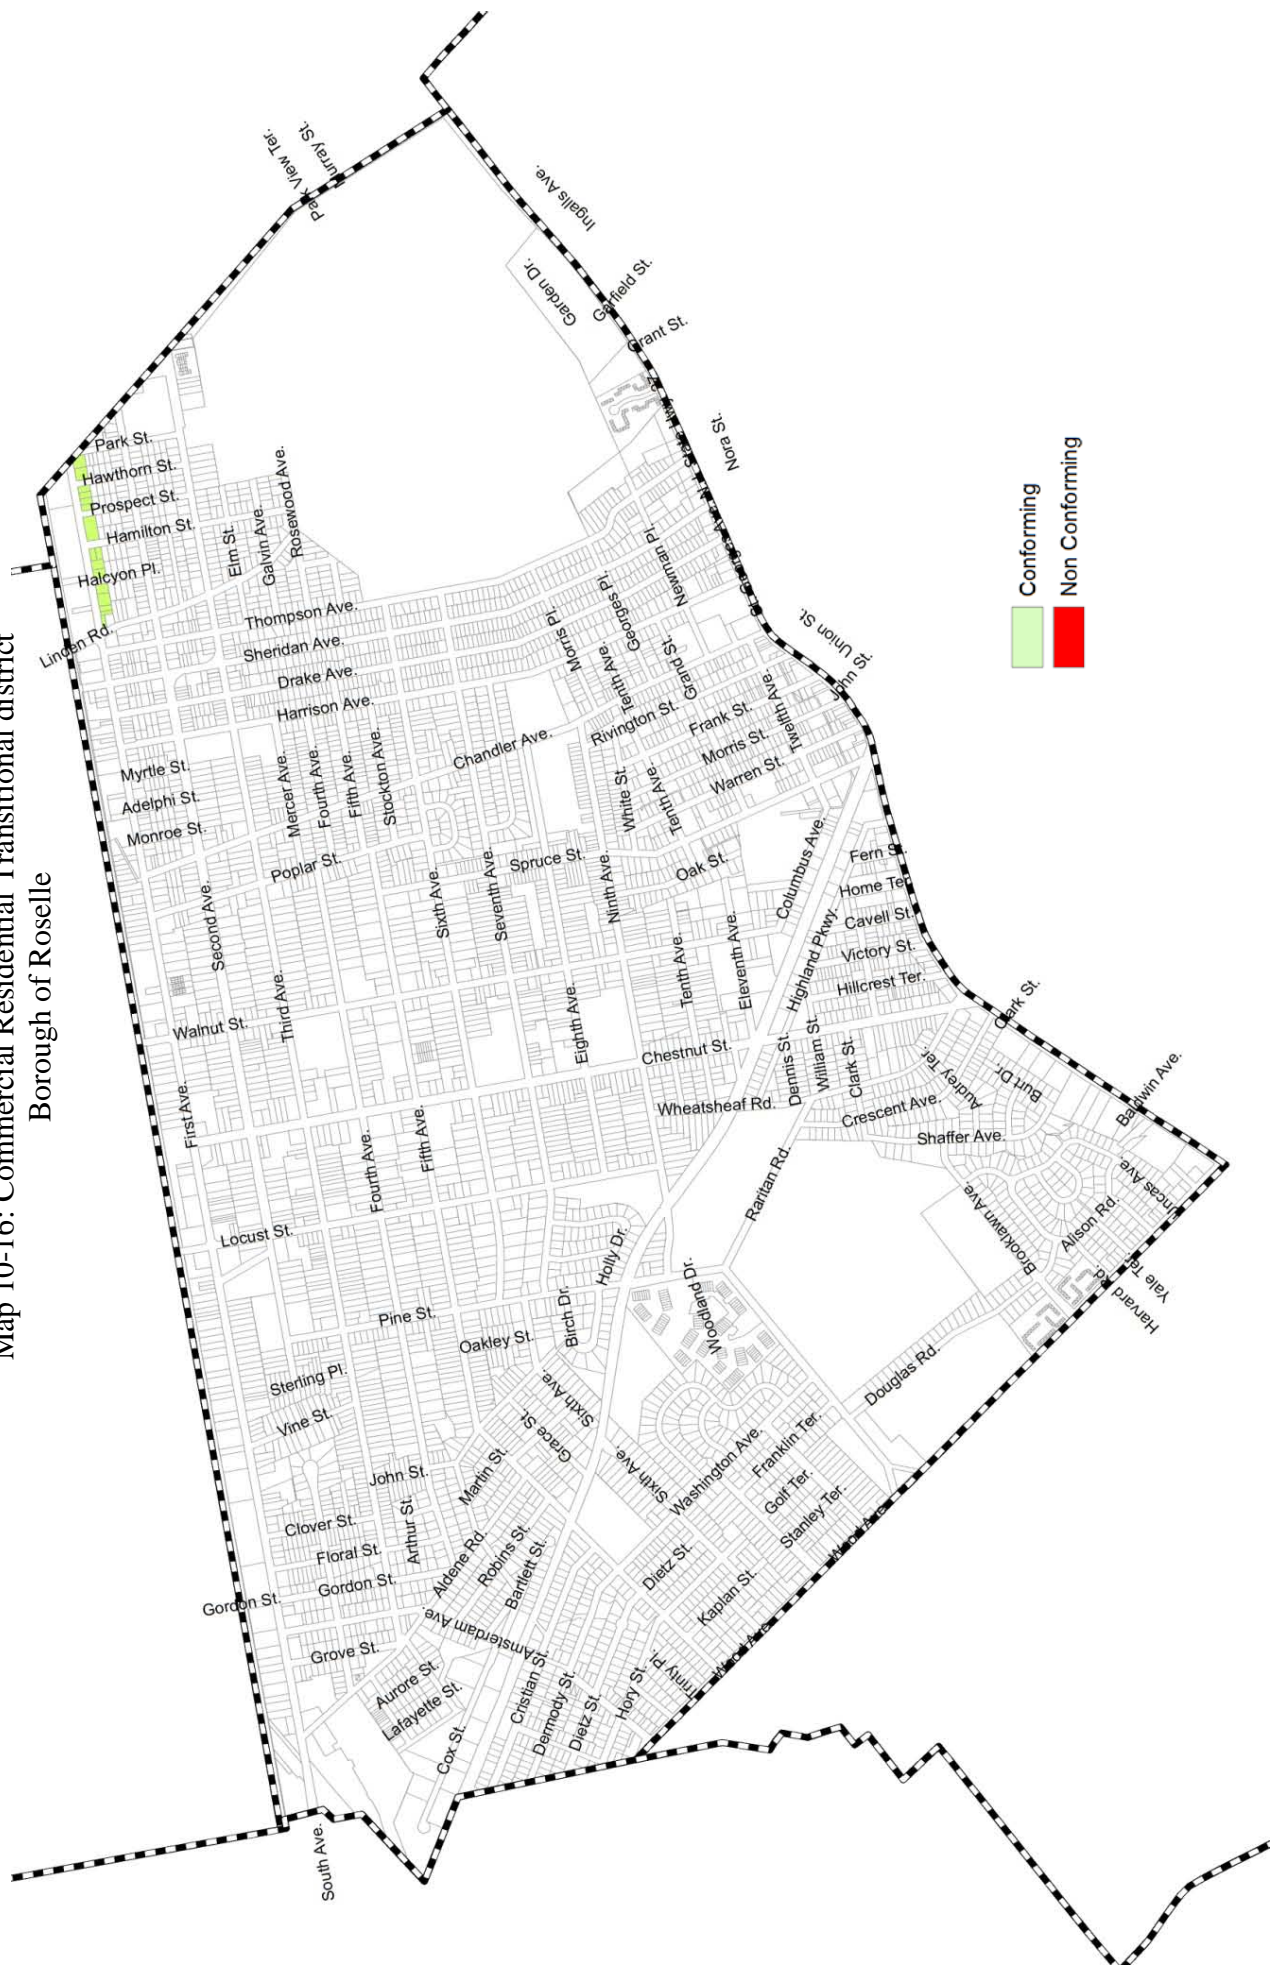 Map 10-16: Commercial Residential Transitional district
Borough of Roselle
Park View Ter.
Murray St.
Ingalls Ave.
Garden Dr.
Garfield St.
Grant St.
Nora St.
Park St.
Hawthorn St.
Prospect St.
Hamilton St.
Halcyon Pl.
Linden Rd.
Elm St.
Galvin Ave.
Rosewood Ave.
Thompson Ave.
Sheridan Ave.
Drake Ave.
Harrison Ave.
Morris Pl.
Georges Pl.
Newman Pl.
Tenth Ave.
Grand St.
Rivington St.
Frank St.
Morris St.
Warren St.
Twelfth Ave.
Union St
John St.
Myrtle St.
Adelphi St.
Monroe St.
Mercer Ave.
Fourth Ave.
Fifth Ave.
Stockton Ave.
Chandler Ave.
White St.
Tenth Ave.
Poplar St.
Spruce St.
Oak St.
Second Ave.
Sixth Ave.
Seventh Ave.
Ninth Ave.
Columbus Ave.
Fern St.
Home Ter
Cavell St.
Victory St.
Hillcrest Ter.
Highland Pkwy.
Tenth Ave.
Eleventh Ave.
Walnut St.
Third Ave.
Eighth Ave.
Chestnut St.
Dennis St.
William St.
Clark St.
Clark St.
Audrey Ter.
Burt Dr.
Baldwin Ave.
First Ave.
Fourth Ave.
Fifth Ave.
Wheatsheaf Rd.
Crescent Ave.
Shaffer Ave.
Raritan Rd.
Uncas Ave.
Brooklawn Ave.
Alison Rd.
Yale Ter.
Harvard Rd.
Locust St.
Holly Dr.
Woodland Dr.
Birch Dr.
Pine St.
Oakley St.
Sterling Pl.
Vine St.
Sixth Ave.
Grace St.
Sixth Ave.
Sixth
Douglas Rd.
Washington Ave.
Franklin Ter.
Golf Ter.
Stanley Ter.
Wood Ave
John St.
Martin St.
Clover St.
Floral St.
Arthur St.
Gordon St.
Gordon St.
Aldene Rd.
Robins St.
Bartlett St.
Dietz St.
Kaplan St.
Wood Ave
Trinity Pl.
Amsterdam Ave.
Grove St.
Aurore St.
Lafayette St.
Cristian St.
Dermody St.
Dietz St.
Hory St.
Cox St.
South Ave.
Conforming
Non Conforming